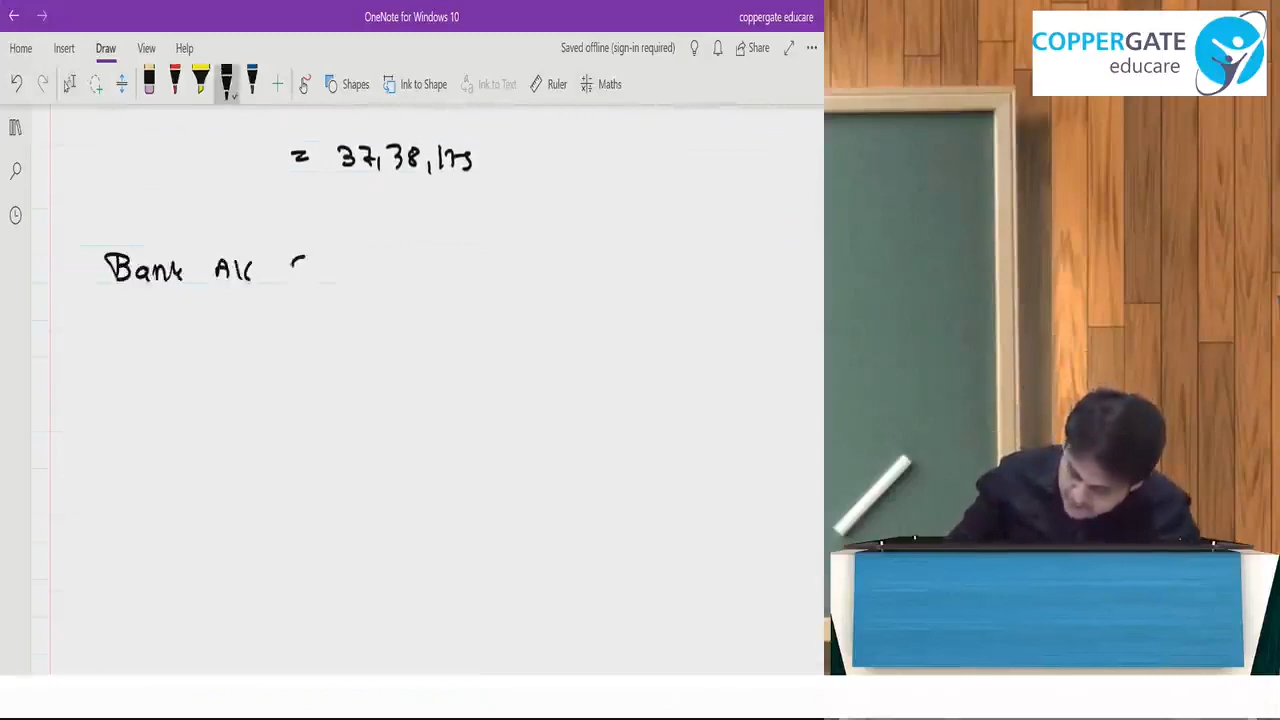 OneNote for Windows 10
coppergate educare
Home Insert Draw View Help
Saved offline (sign-in required)
Share
Shapes
Ink to Shape
Ink to Text
Ruler
Maths
COPPERGATE
educare
= 37,38,175
Bank A/c